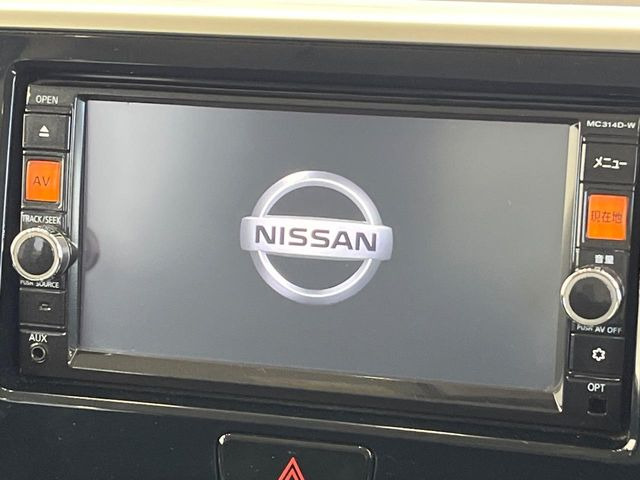 OPEN
MC314D-W
メニュー
AV
現在地
TRACK/SEEK
NISSAN
音量
PUSH SOURCE
PUSH AV OFF
AUX
OPT